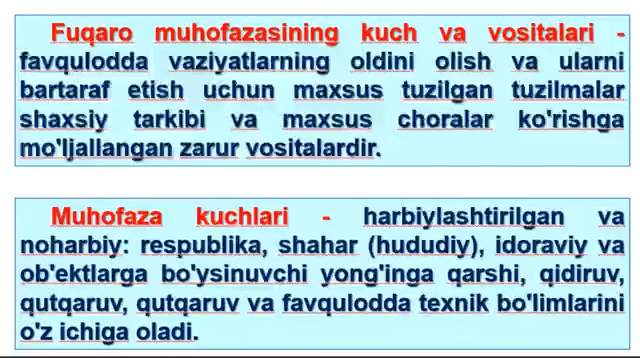 Fuqaro muhofazasining kuch va vositalari -
favqulodda vaziyatlarning oldini olish va ularni
bartaraf etish uchun maxsus tuzilgan tuzilmalar
shaxsiy tarkibi va maxsus choralar ko'rishga
mo'ljallangan zarur vositalardir.
Muhofaza kuchlari - harbiylashtirilgan va
noharbiy: respublika, shahar (hududiy), idoraviy va
ob'ektlarga bo'ysinuvchi yong'inga qarshi, qidiruv,
qutqaruv, qutqaruv va favqulodda texnik bo'limlarini
o'z ichiga oladi.